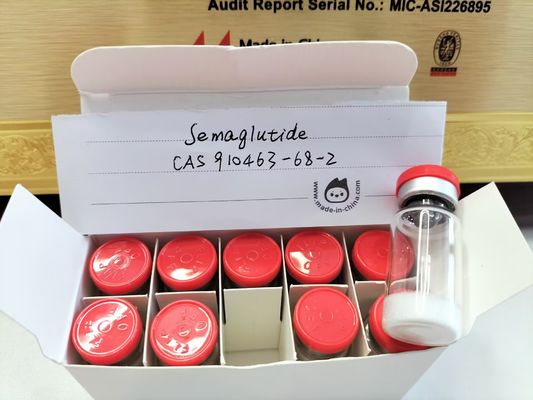 Audit Report Serial No.: MIC-ASI226895
Made in China
Semaglutide
CAS 910463-68-2
www.made-in-china.com